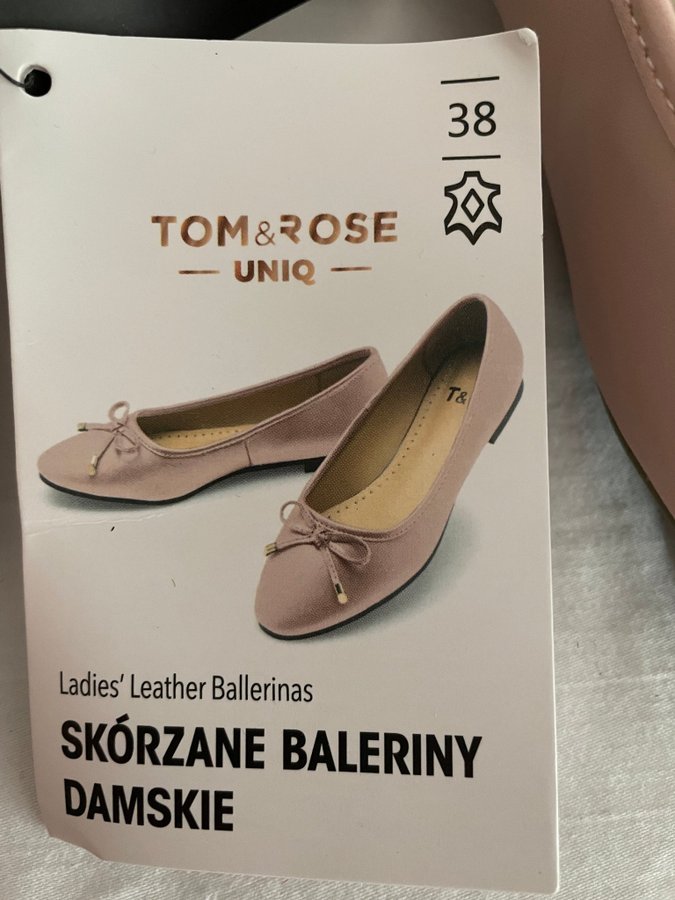 38
TOM&ROSE
UNIQ
T&
Ladies' Leather Ballerinas
SKÓRZANE BALERINY
DAMSKIE